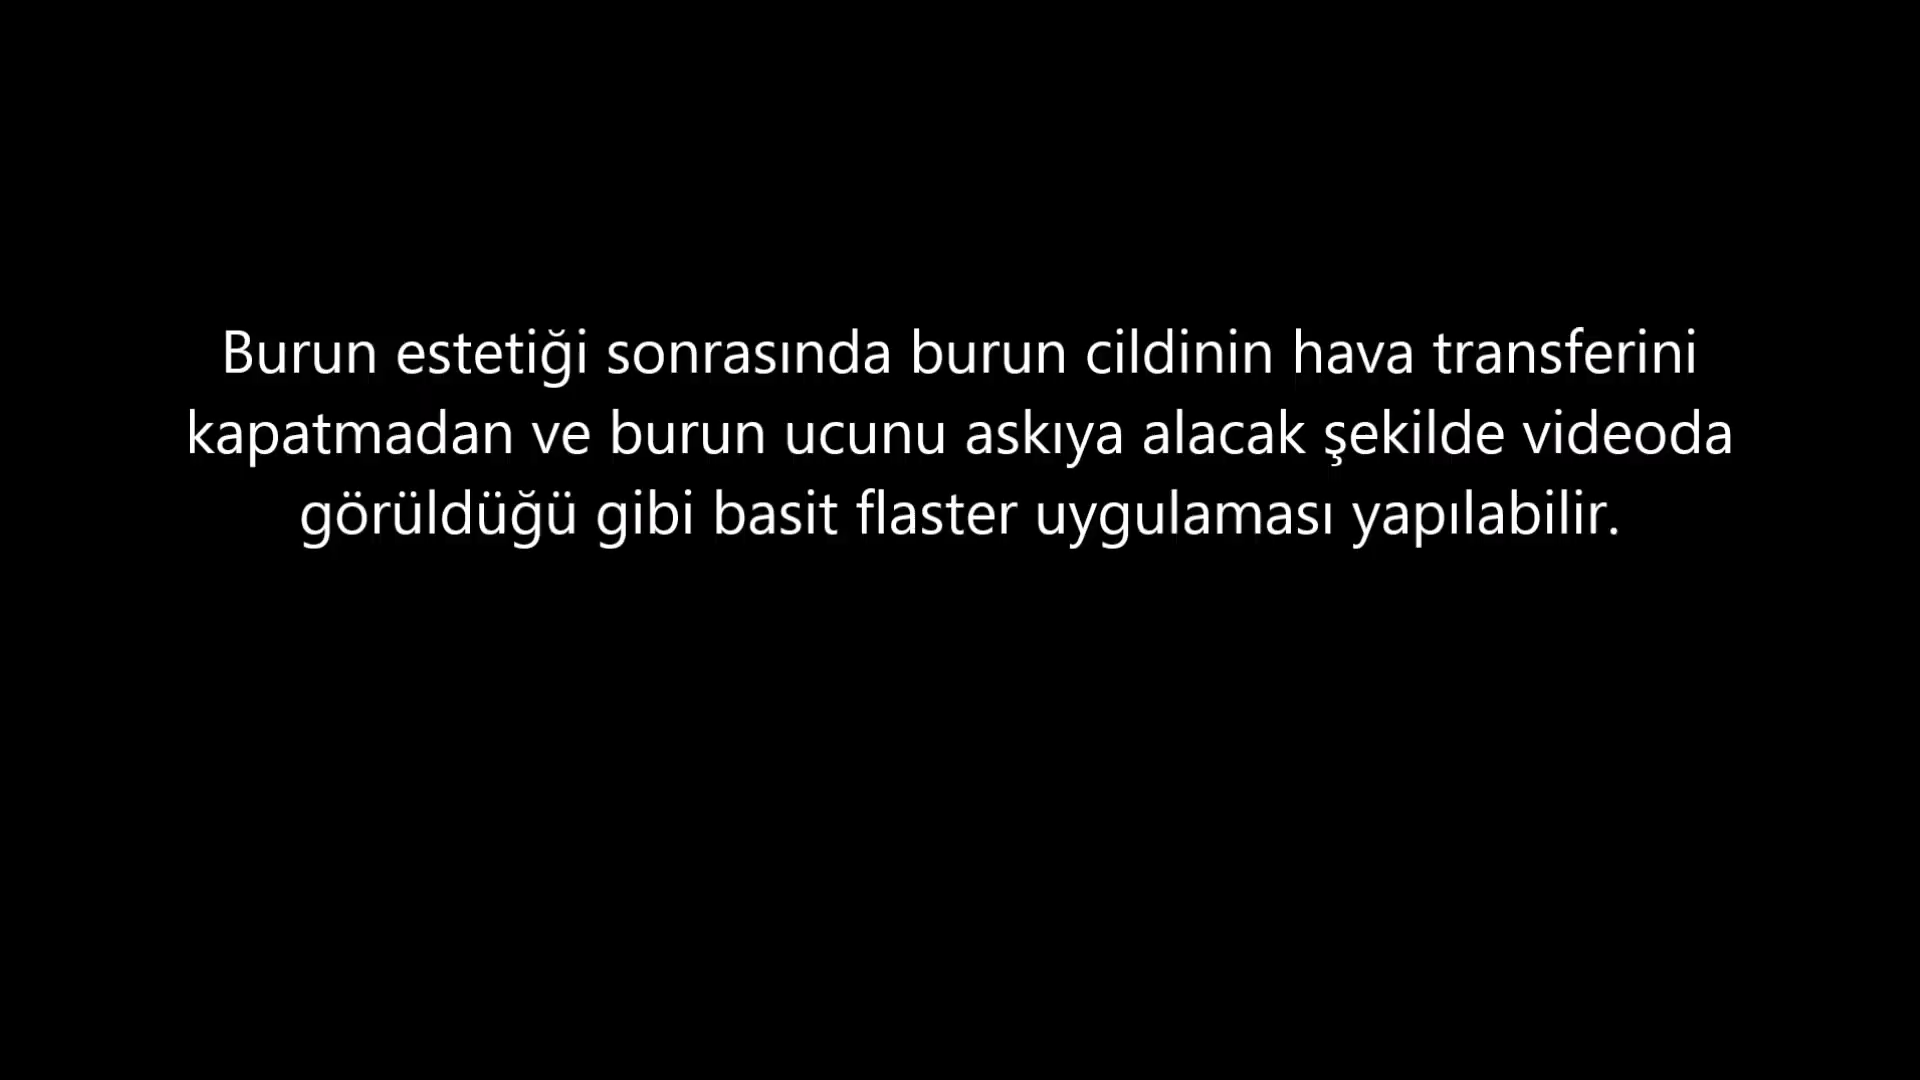 Burun estetiği sonrasında burun cildinin hava transferini
kapatmadan ve burun ucunu askıya alacak şekilde videoda
görüldüğü gibi basit flaster uygulaması yapılabilir.